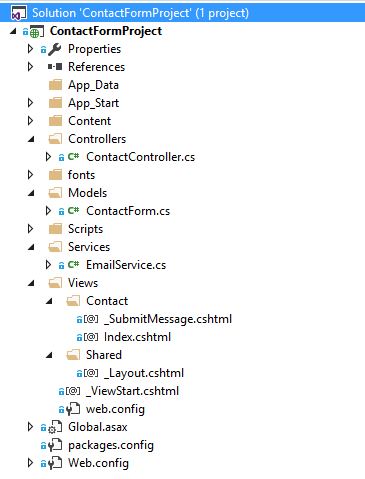 Solution 'ContactFormProject' (1 project)
ContactFormProject
Properties
References
App_Data
App_Start
Content
Controllers
C# ContactController.cs
fonts
Models
C# ContactForm.cs
Scripts
Services
C# EmailService.cs
Views
Contact
[@] _SubmitMessage.cshtml
[@] Index.cshtml
Shared
[@] _Layout.cshtml
[@] _ViewStart.cshtml
web.config
Global.asax
packages.config
Web.config